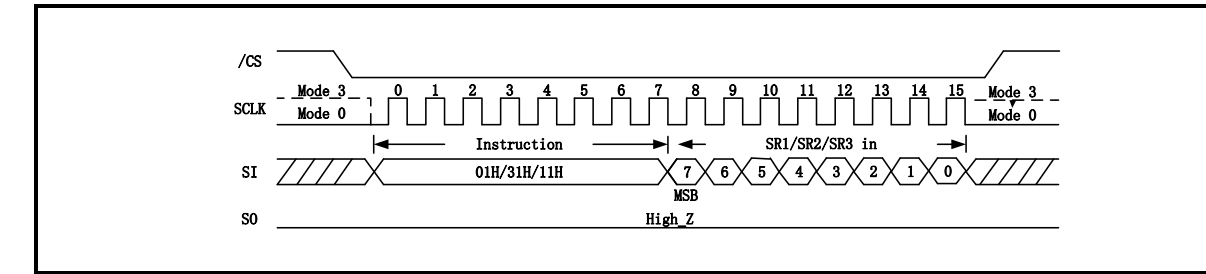 /CS
0 1 2 3 4 5 6 7 8 9 10 11 12 13 14 15
Mode 3 Mode 3
SCLK
Mode 0 Mode 0
Instruction SR1/SR2/SR3 in
SI 01H/31H/11H 7 6 5 4 3 2 1 0
MSB
SO High_Z